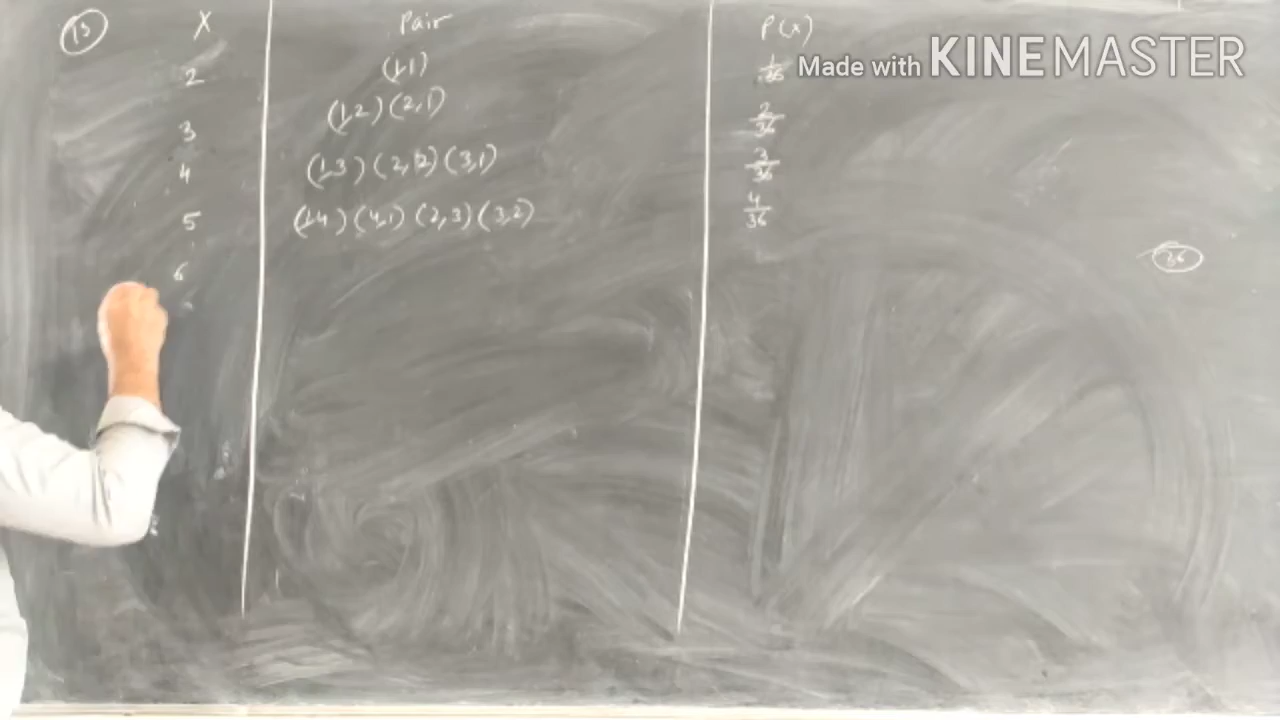 13 X Pair P(x)
2 (1,1) 1/36 Made with KINEMASTER
3 (1,2) (2,1) 2/36
4 (1,3) (2,2) (3,1) 3/36
5 (1,4) (4,1) (2,3) (3,2) 4/36
6
36